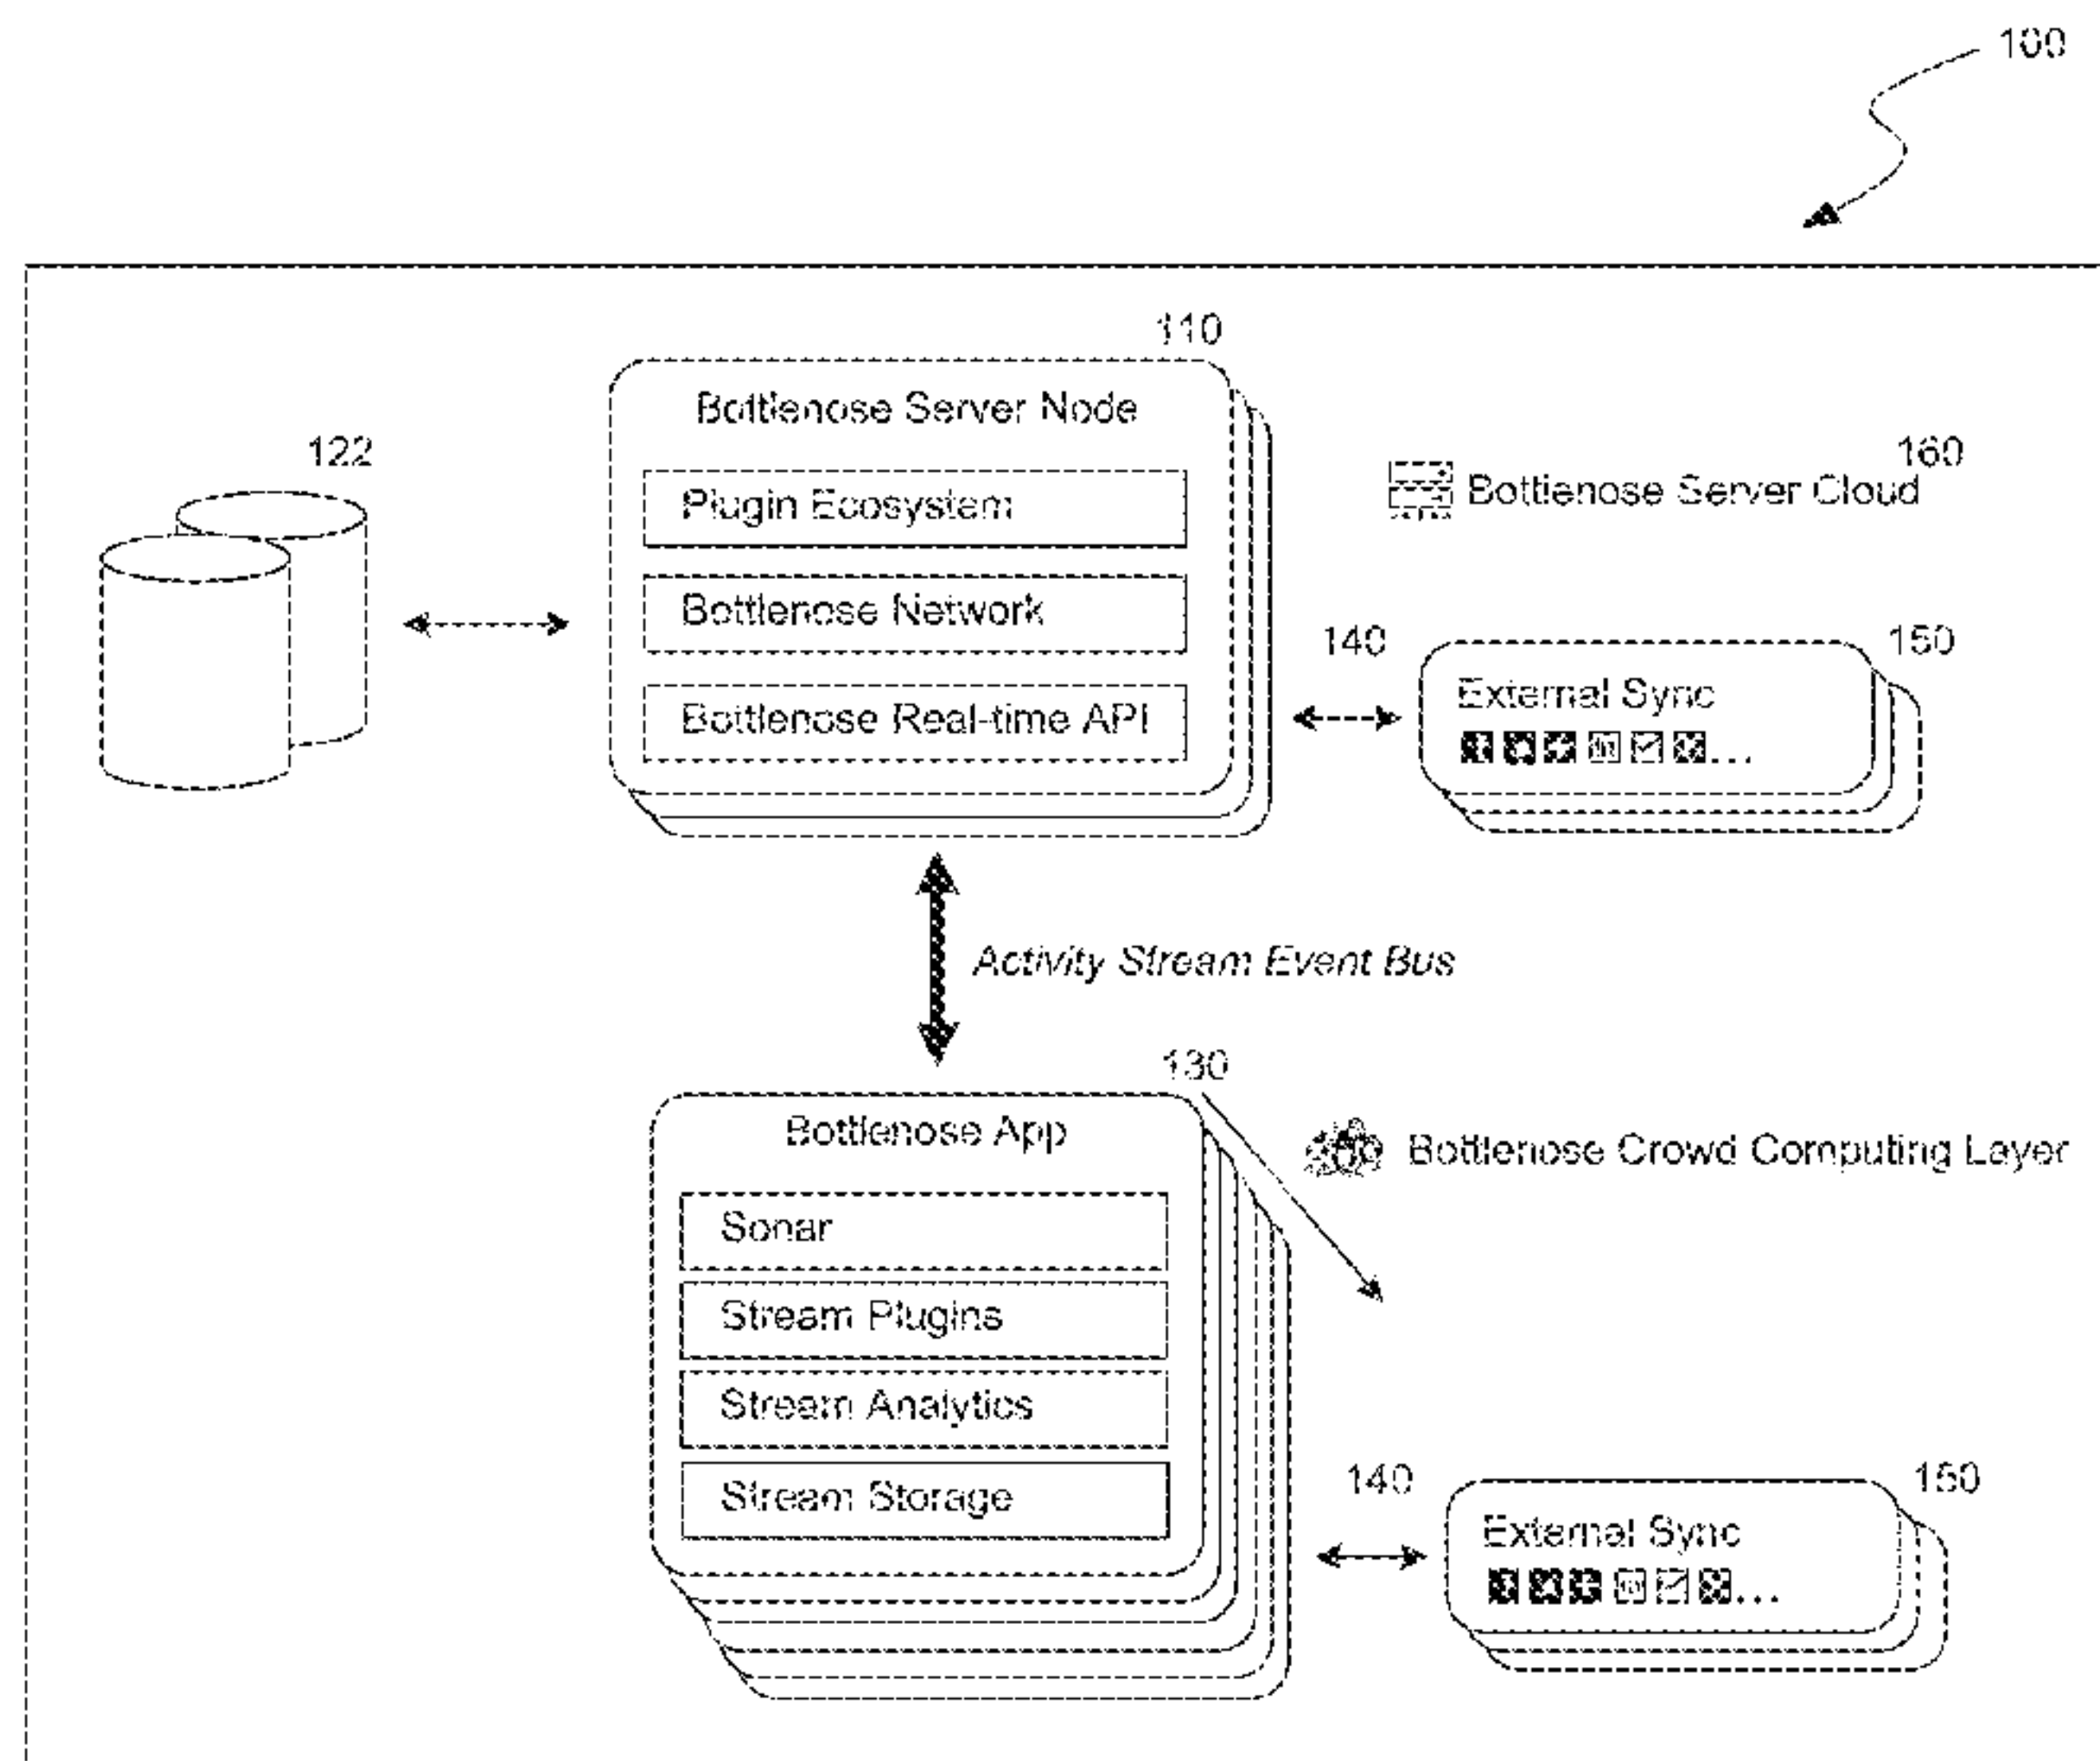 100
110
Bottlenose Server Node
122
160
Plugin Ecosystem
Bottlenose Server Cloud
Bottlenose Network
140
150
External Sync
Bottlenose Real-time API
...
Activity Stream Event Bus
130
Bottlenose App
Bottlenose Crowd Computing Layer
Sonar
Stream Plugins
Stream Analytics
140
150
Stream Storage
External Sync
...